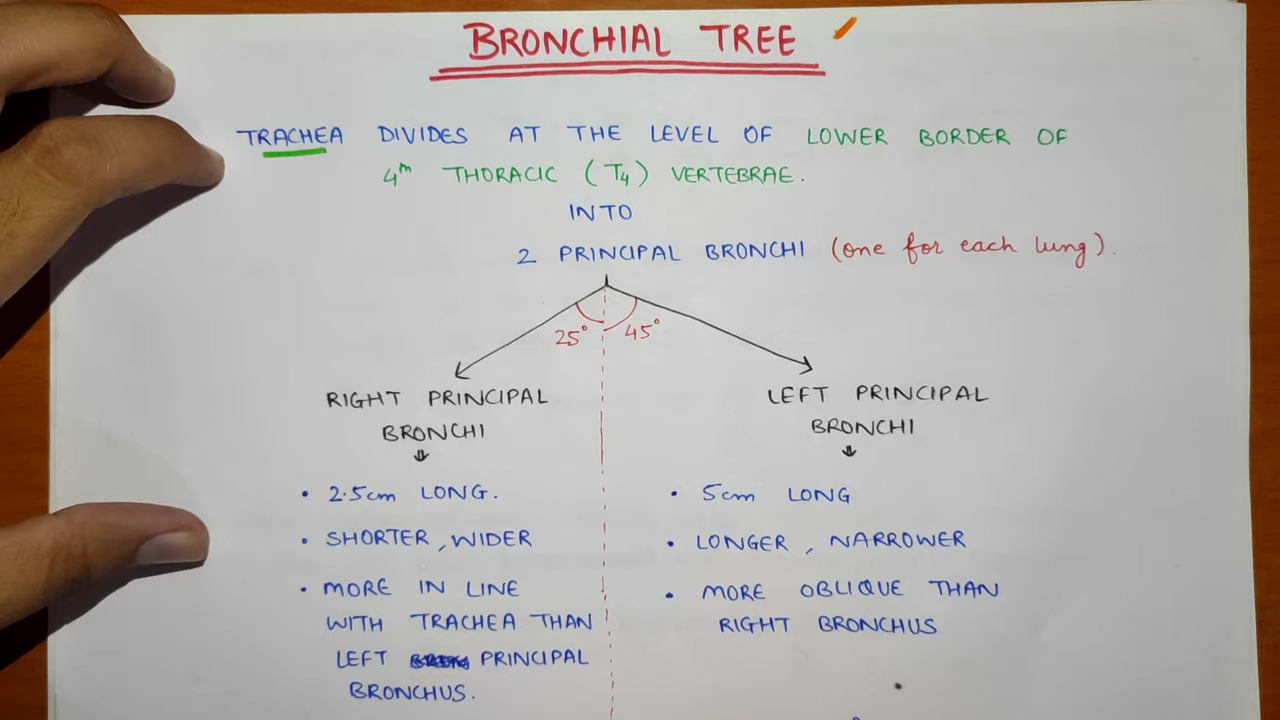 BRONCHIAL TREE
TRACHEA DIVIDES AT THE LEVEL OF LOWER BORDER OF
4th THORACIC (T4) VERTEBRAE.
INTO
2 PRINCIPAL BRONCHI (one for each lung).
25° 45°
RIGHT PRINCIPAL
BRONCHI
• 2.5cm LONG.
• SHORTER, WIDER
• MORE IN LINE
WITH TRACHEA THAN
LEFT PRINCIPAL
BRONCHUS.
LEFT PRINCIPAL
BRONCHI
• 5cm LONG
• LONGER, NARROWER
• MORE OBLIQUE THAN
RIGHT BRONCHUS